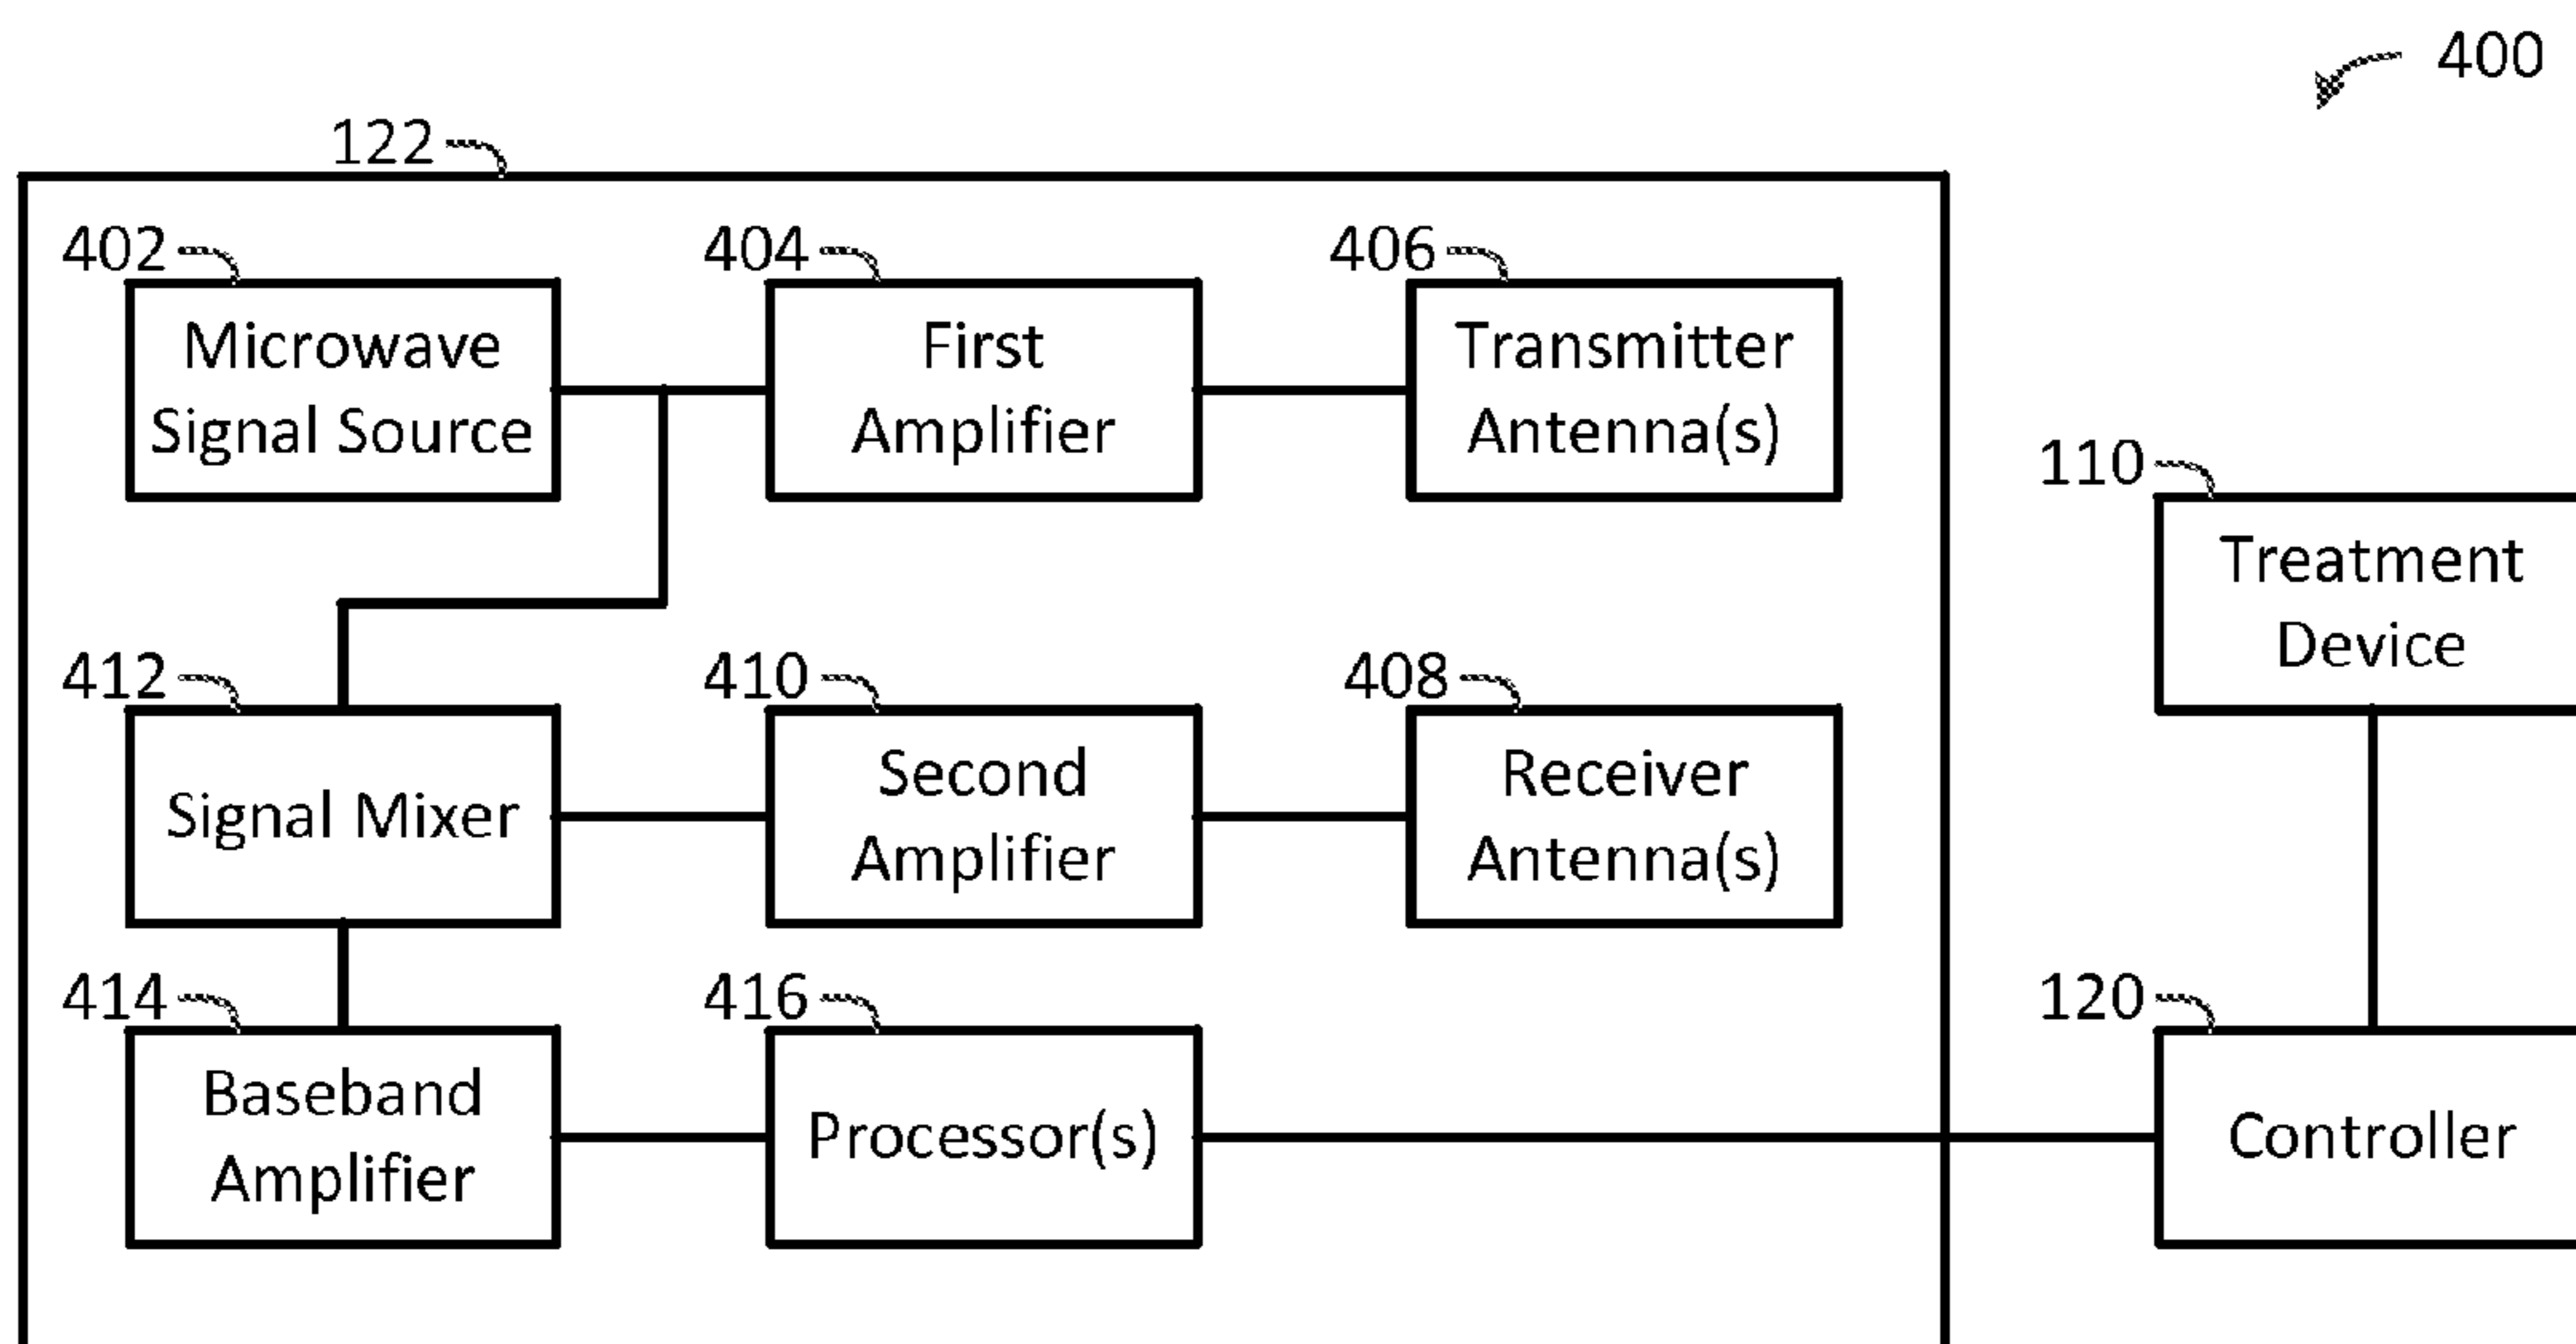 400
122
402
Microwave
Signal Source
404
First
Amplifier
406
Transmitter
Antenna(s)
110
Treatment
Device
412
Signal Mixer
410
Second
Amplifier
408
Receiver
Antenna(s)
414
Baseband
Amplifier
416
Processor(s)
120
Controller